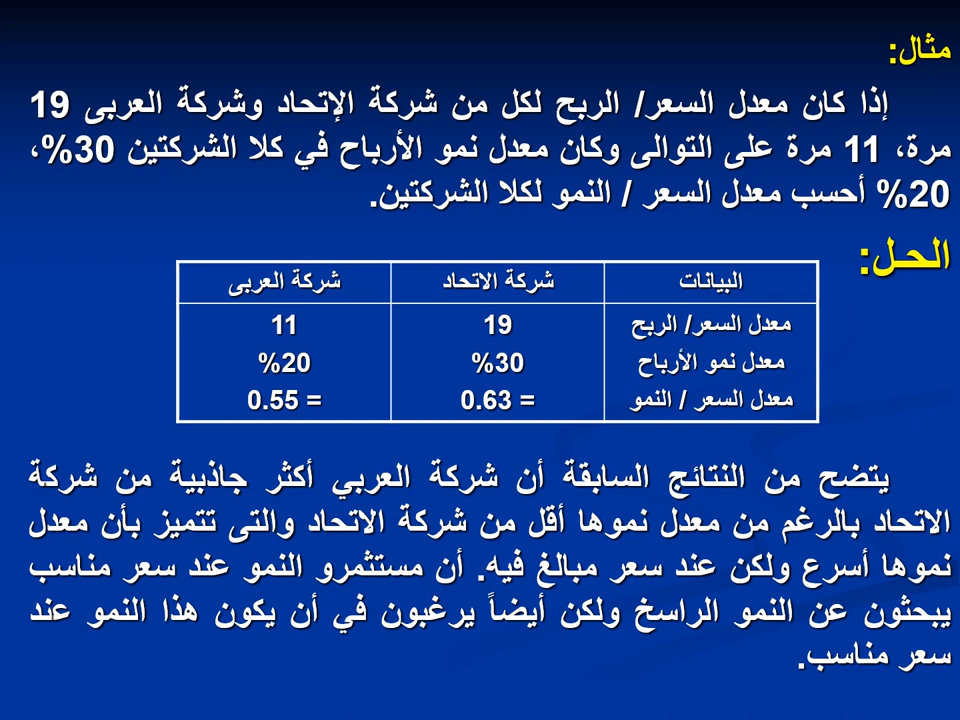 مثال:
إذا كان معدل السعر/ الربح لكل من شركة الإتحاد وشركة العربى 19
مرة، 11 مرة على التوالى وكان معدل نمو الأرباح في كلا الشركتين 30%،
20% أحسب معدل السعر / النمو لكلا الشركتين.
الحـل:
البيانات شركة الاتحاد شركة العربى
معدل السعر/ الربح 19 11
معدل نمو الأرباح 30% 20%
معدل السعر / النمو = 0.63 = 0.55
يتضح من النتائج السابقة أن شركة العربي أكثر جاذبية من شركة
الاتحاد بالرغم من معدل نموها أقل من شركة الاتحاد والتى تتميز بأن معدل
نموها أسرع ولكن عند سعر مبالغ فيه. أن مستثمرو النمو عند سعر مناسب
يبحثون عن النمو الراسخ ولكن أيضاً يرغبون في أن يكون هذا النمو عند
سعر مناسب.